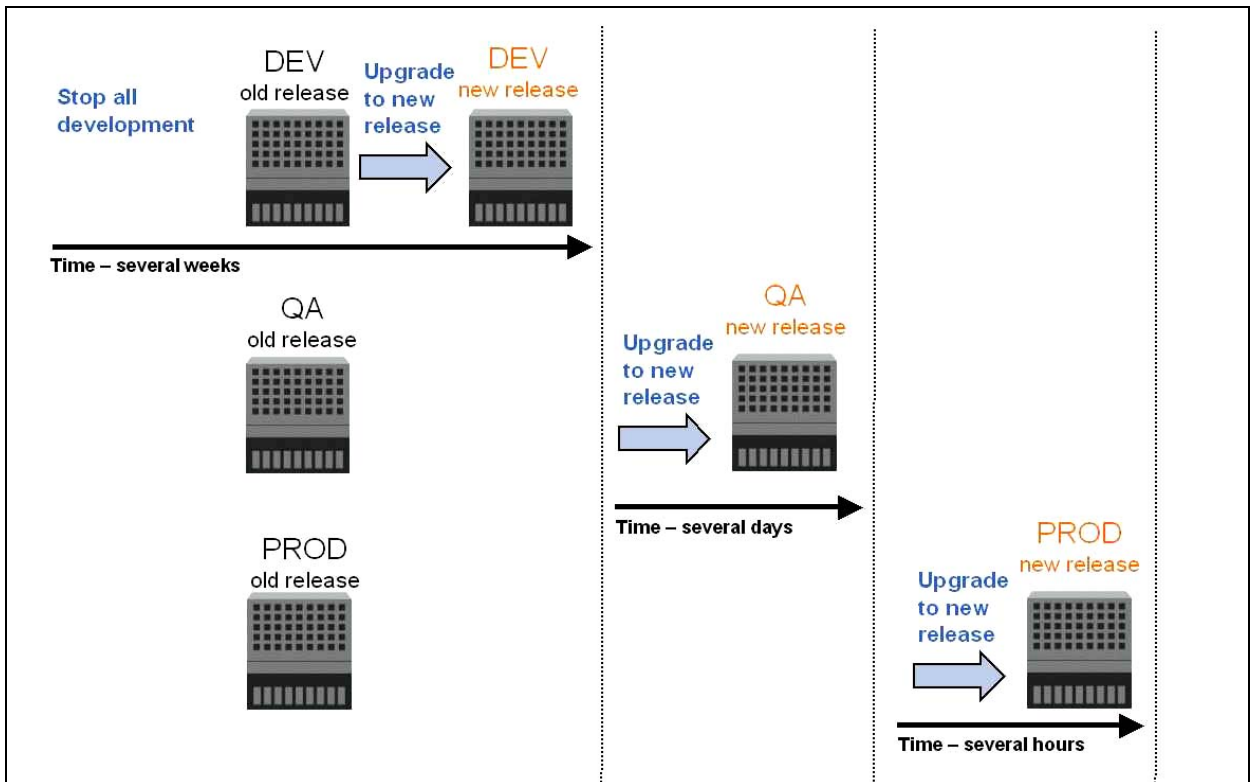 DEV
old release
Upgrade
to new
release
DEV
new release
Stop all
development
Time – several weeks
QA
old release
Upgrade
to new
release
QA
new release
Time – several days
PROD
old release
Upgrade
to new
release
PROD
new release
Time – several hours